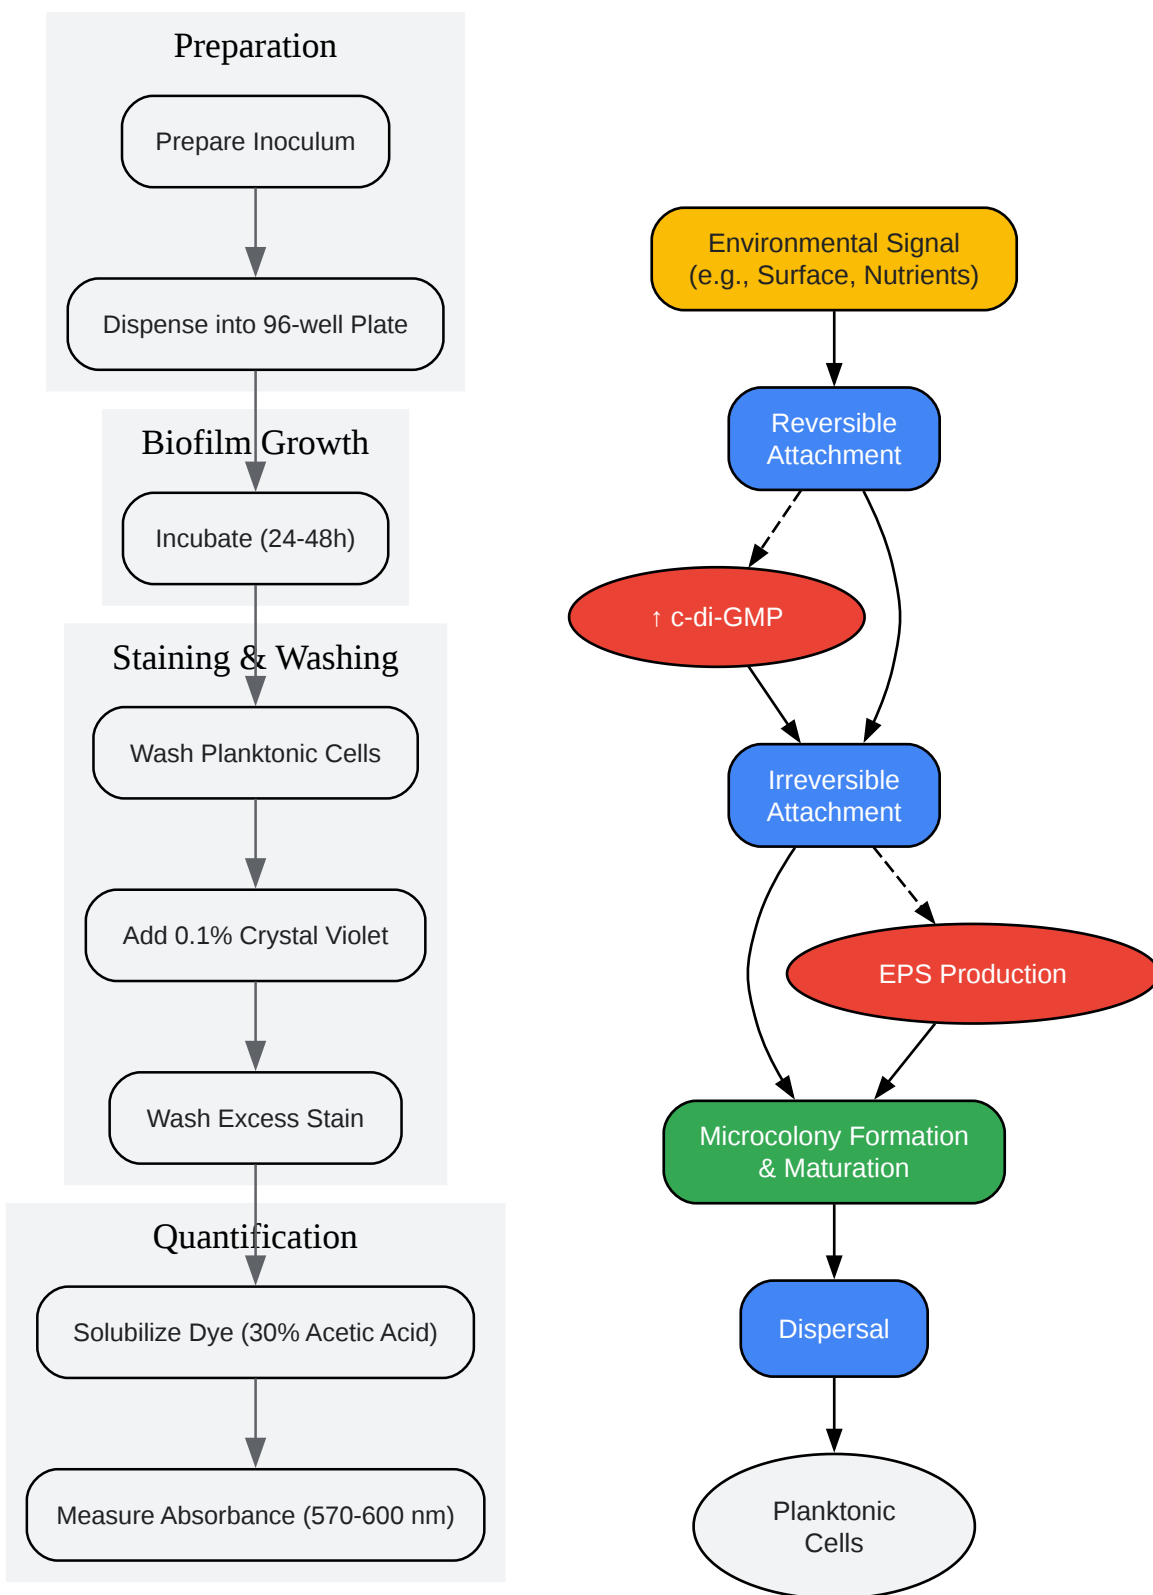 Preparation
Prepare Inoculum
Dispense into 96-well Plate
Biofilm Growth
Incubate (24-48h)
Staining & Washing
Wash Planktonic Cells
Add 0.1% Crystal Violet
Wash Excess Stain
Quantification
Solubilize Dye (30% Acetic Acid)
Measure Absorbance (570-600 nm)
Environmental Signal
(e.g., Surface, Nutrients)
Reversible
Attachment
↑ c-di-GMP
Irreversible
Attachment
EPS Production
Microcolony Formation
& Maturation
Dispersal
Planktonic
Cells